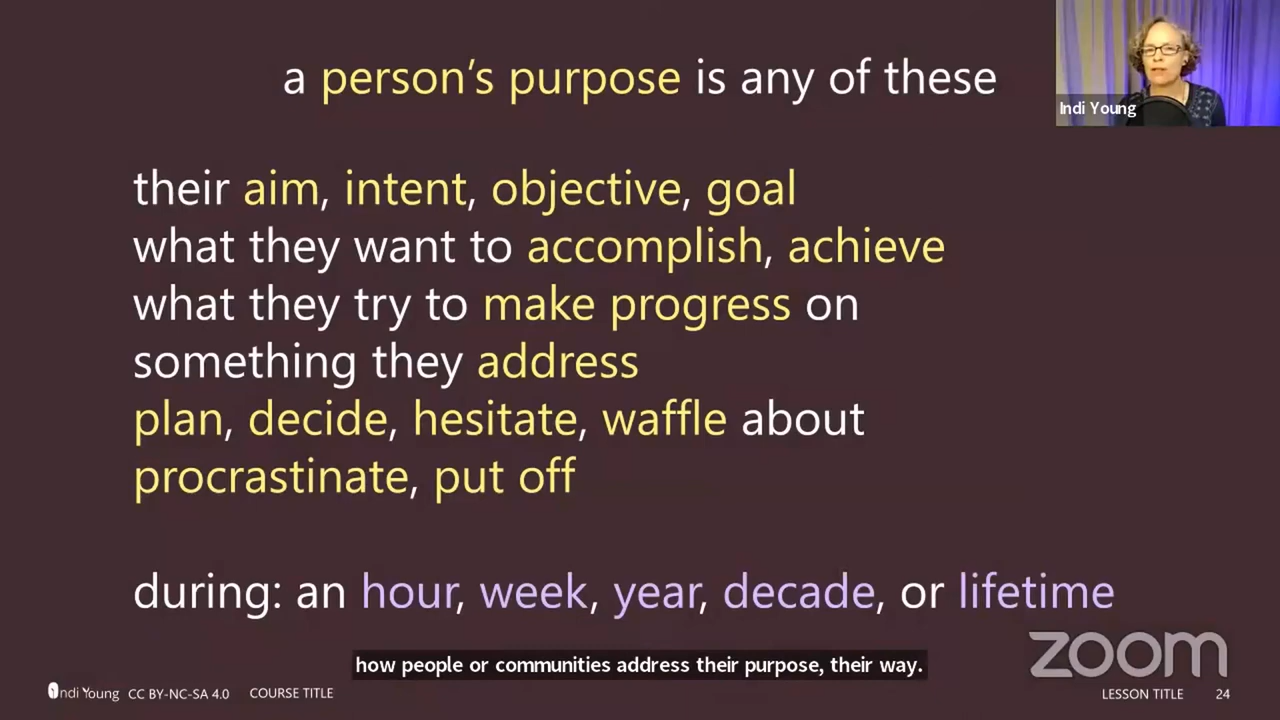 a person's purpose is any of these
Indi Young
their aim, intent, objective, goal
what they want to accomplish, achieve
what they try to make progress on
something they address
plan, decide, hesitate, waffle about
procrastinate, put off
during: an hour, week, year, decade, or lifetime
zoom
how people or communities address their purpose, their way.
Indi Young CC BY-NC-SA 4.0 COURSE TITLE LESSON TITLE 24